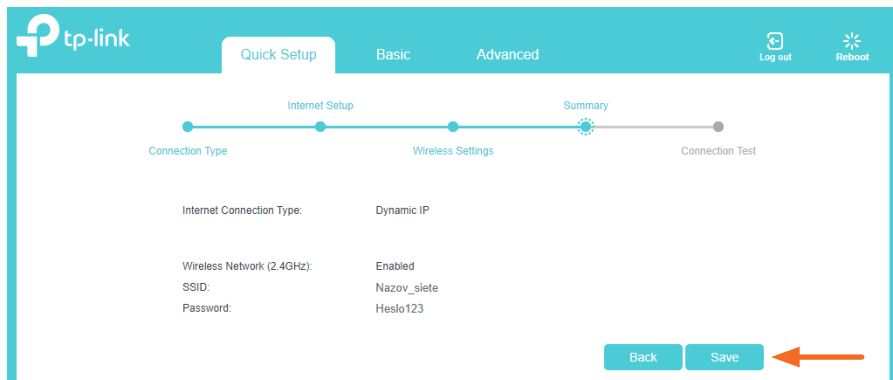 tp-link
Quick Setup Basic Advanced
Log out Reboot
Internet Setup Summary
Connection Type Wireless Settings Connection Test
Internet Connection Type: Dynamic IP
Wireless Network (2.4GHz): Enabled
SSID: Nazov_siete
Password: Heslo123
Back Save